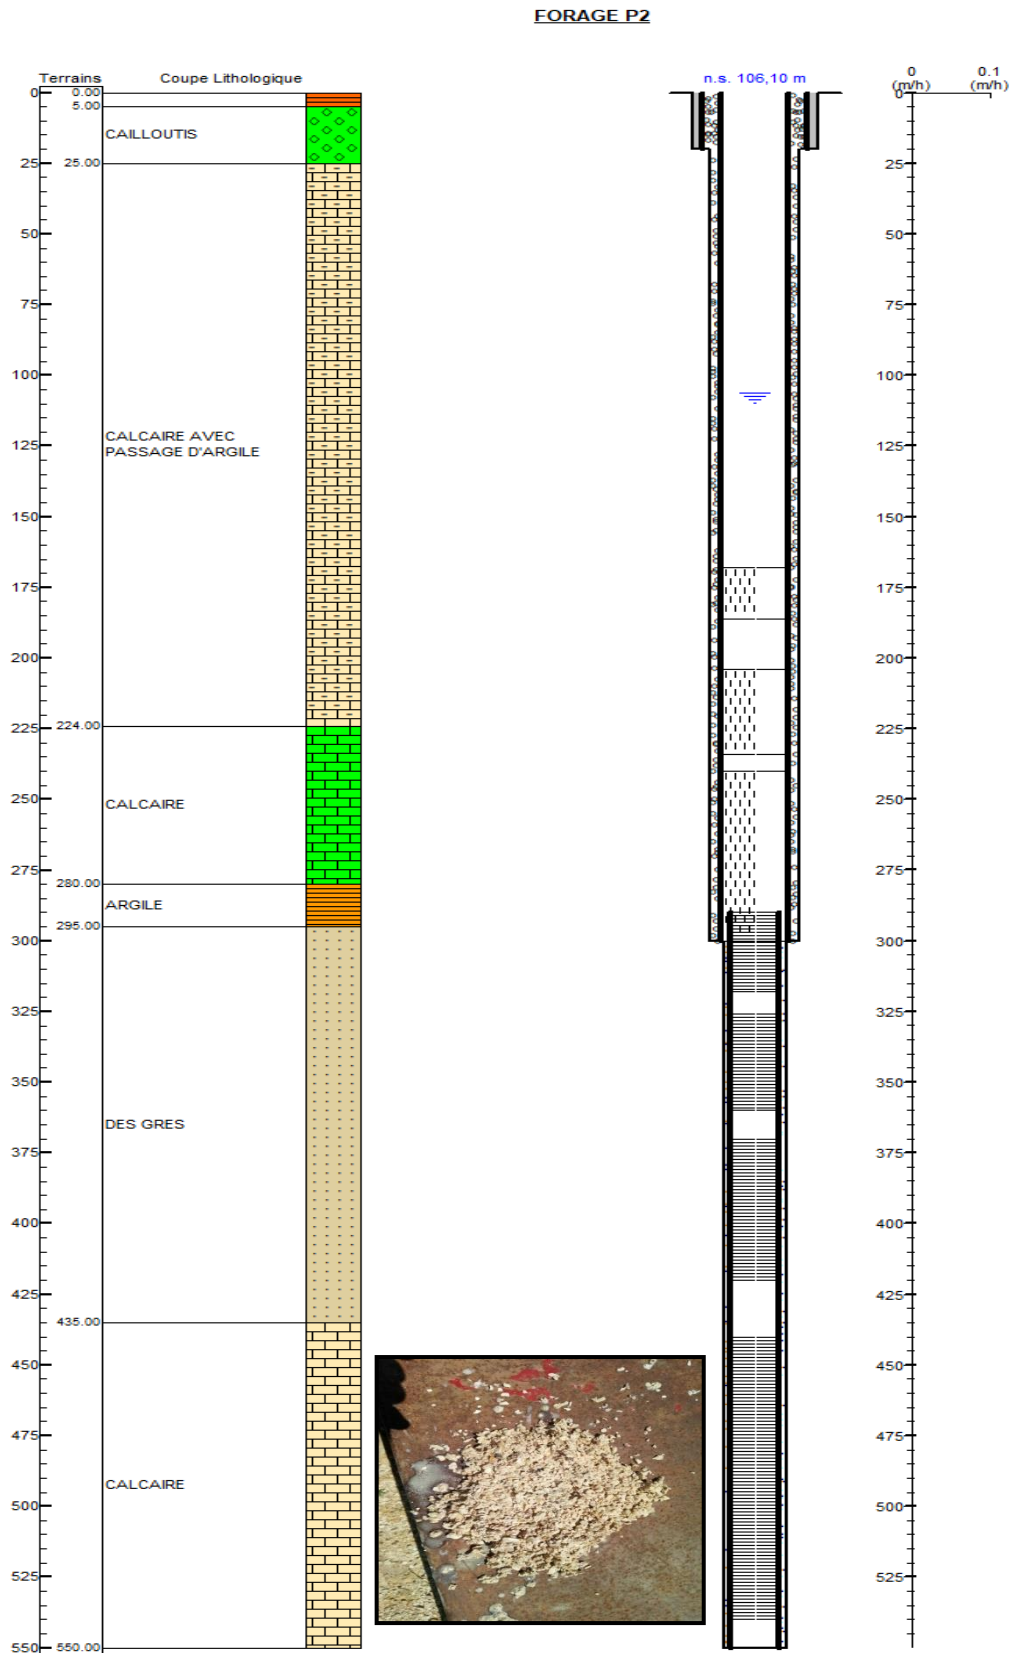 FORAGE P2
Terrains Coupe Lithologique n.s. 106,10 m 0 (m/h) 0.1 (m/h)
0 0.00 0
5.00
CAILLOUTIS
25 25.00 25
50 50
75 75
100 100
CALCAIRE AVEC
125 125
PASSAGE D'ARGILE
150 150
175 175
200 200
225 224.00 225
250 CALCAIRE 250
275 275
280.00
ARGILE
295.00
300 300
325 325
350 350
DES GRES
375 375
400 400
425 425
435.00
450 450
475 475
CALCAIRE
500 500
525 525
550 550.00